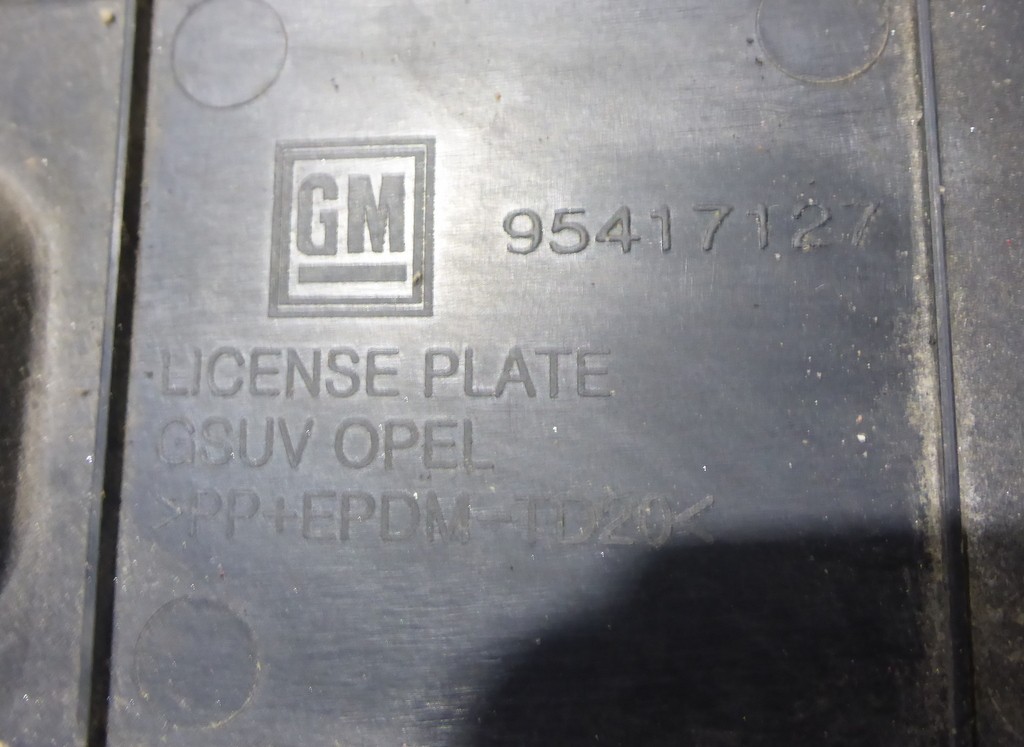 GM 95417127
LICENSE PLATE
GSUV OPEL
>PP+EPDM-TD20<